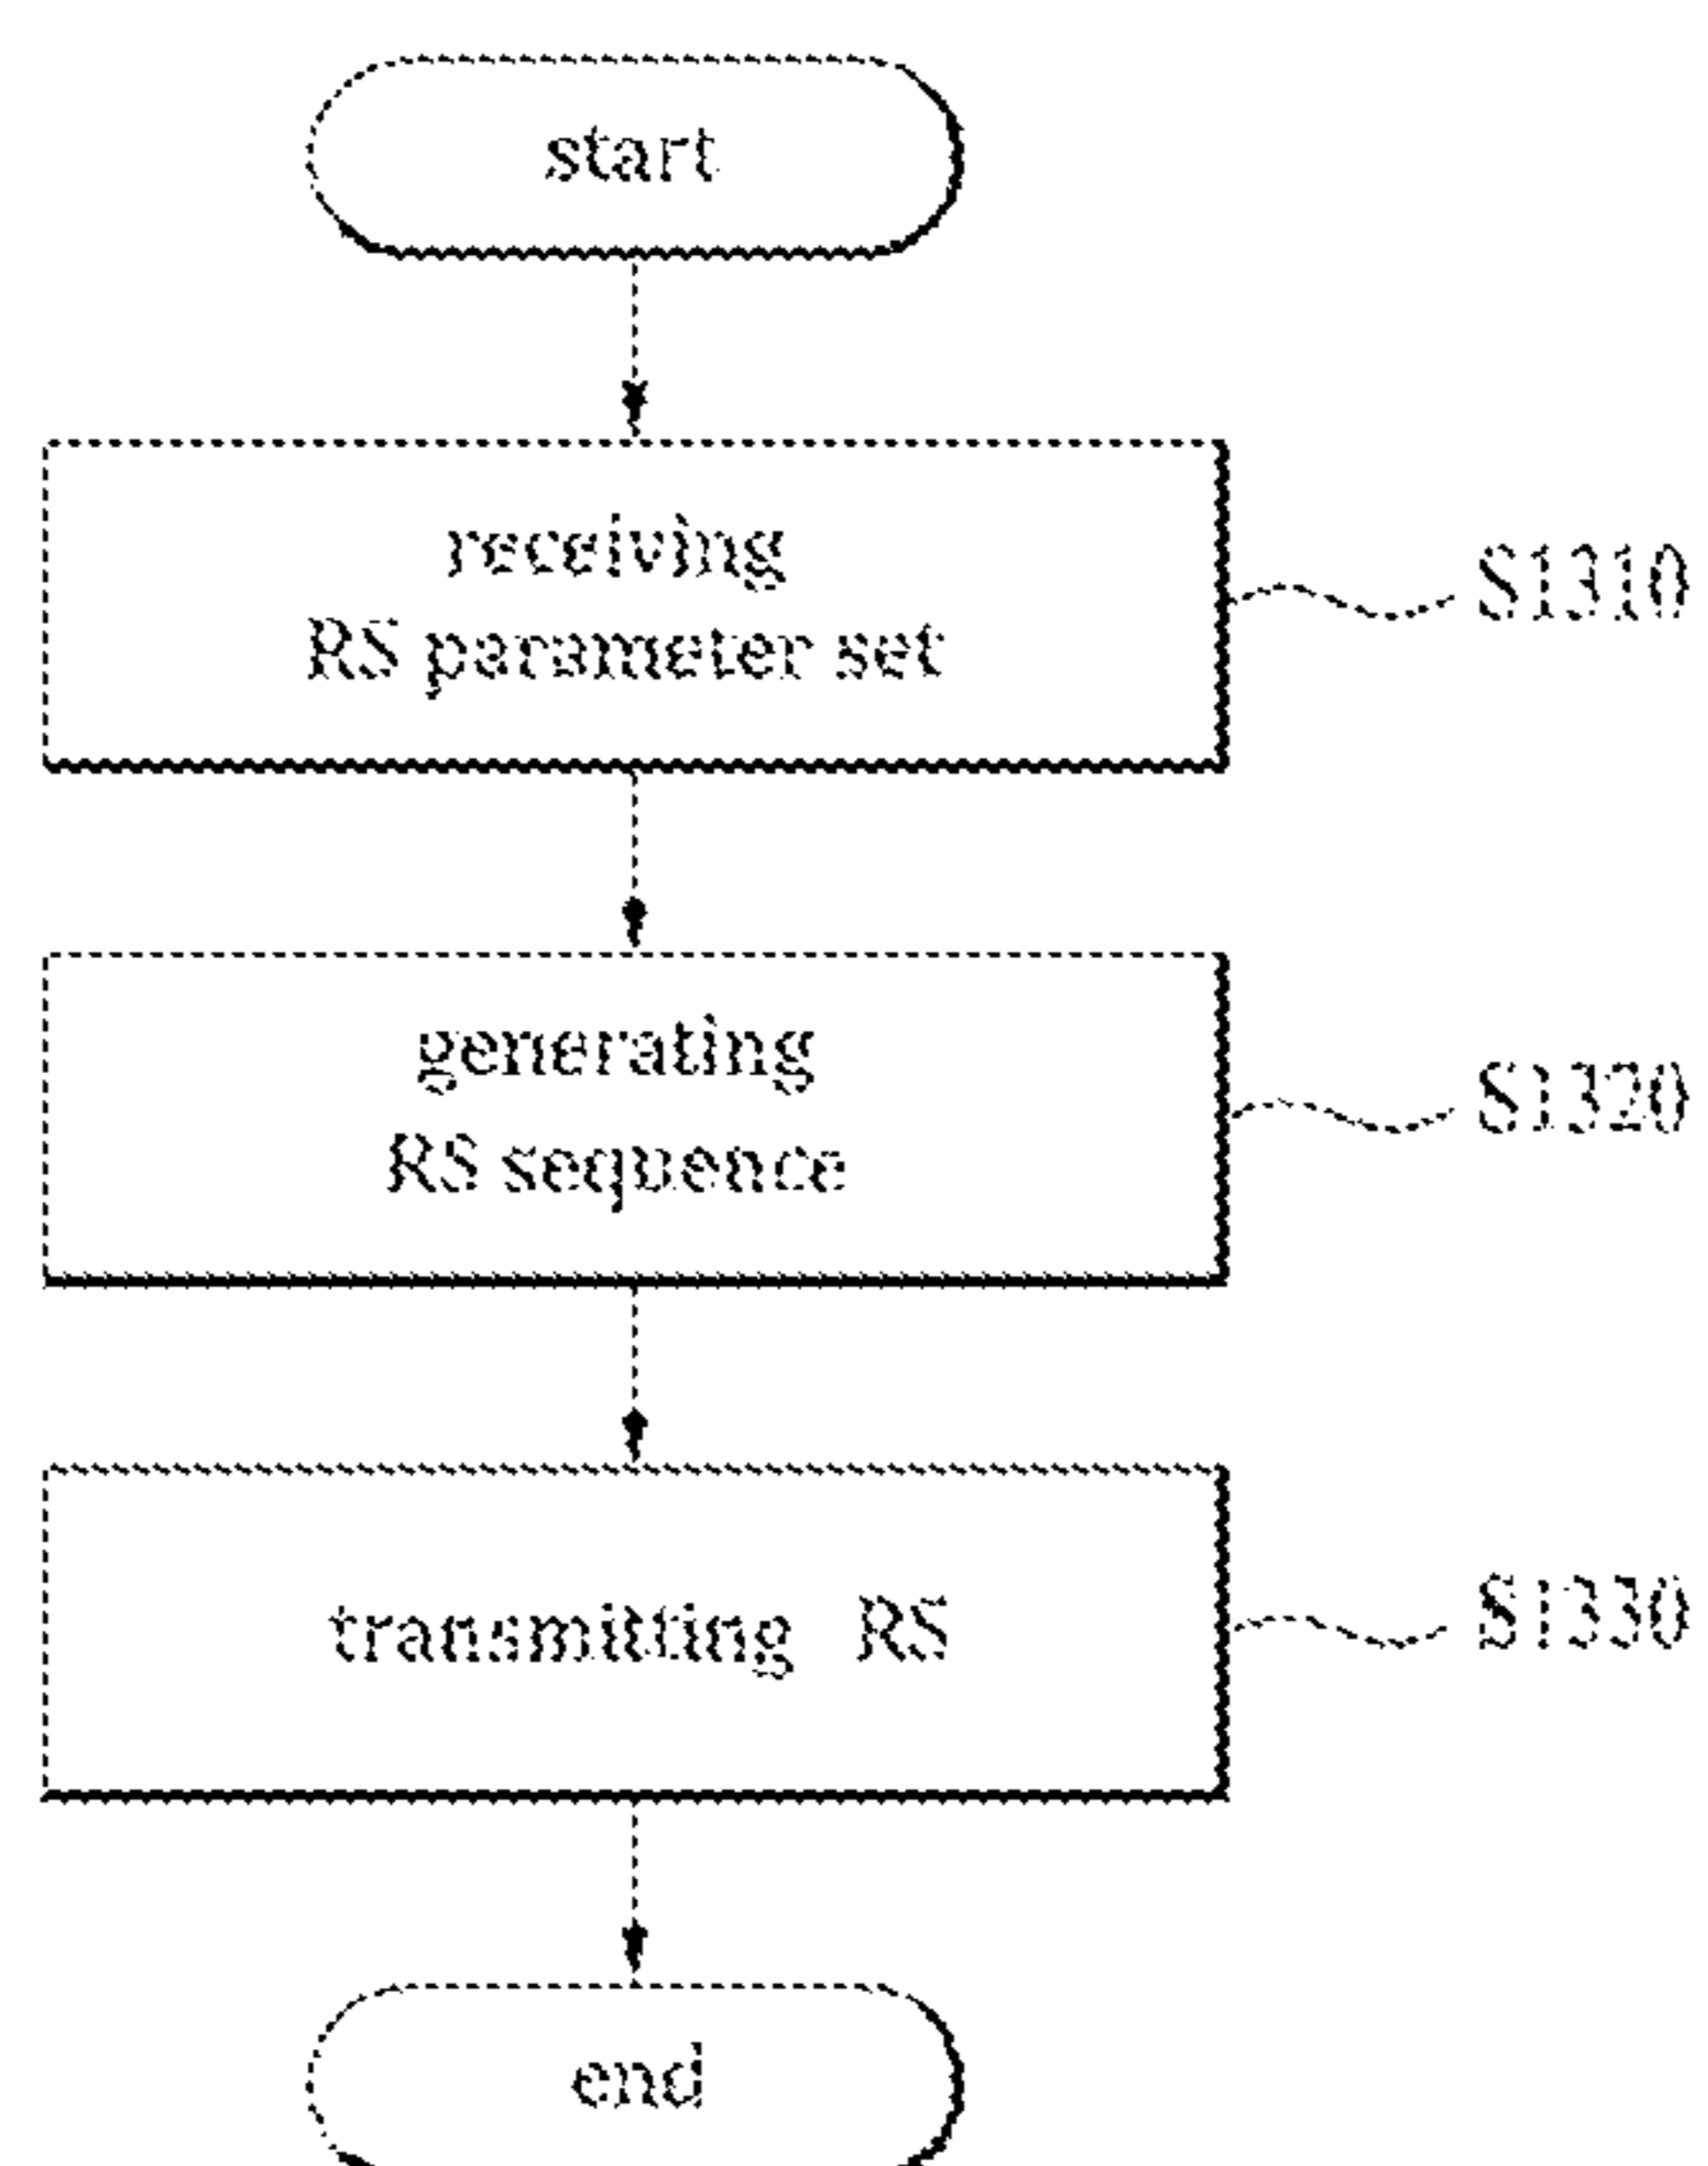 start
receiving
RS parameter set
S1310
generating
RS sequence
S1320
transmitting RS
S1330
end